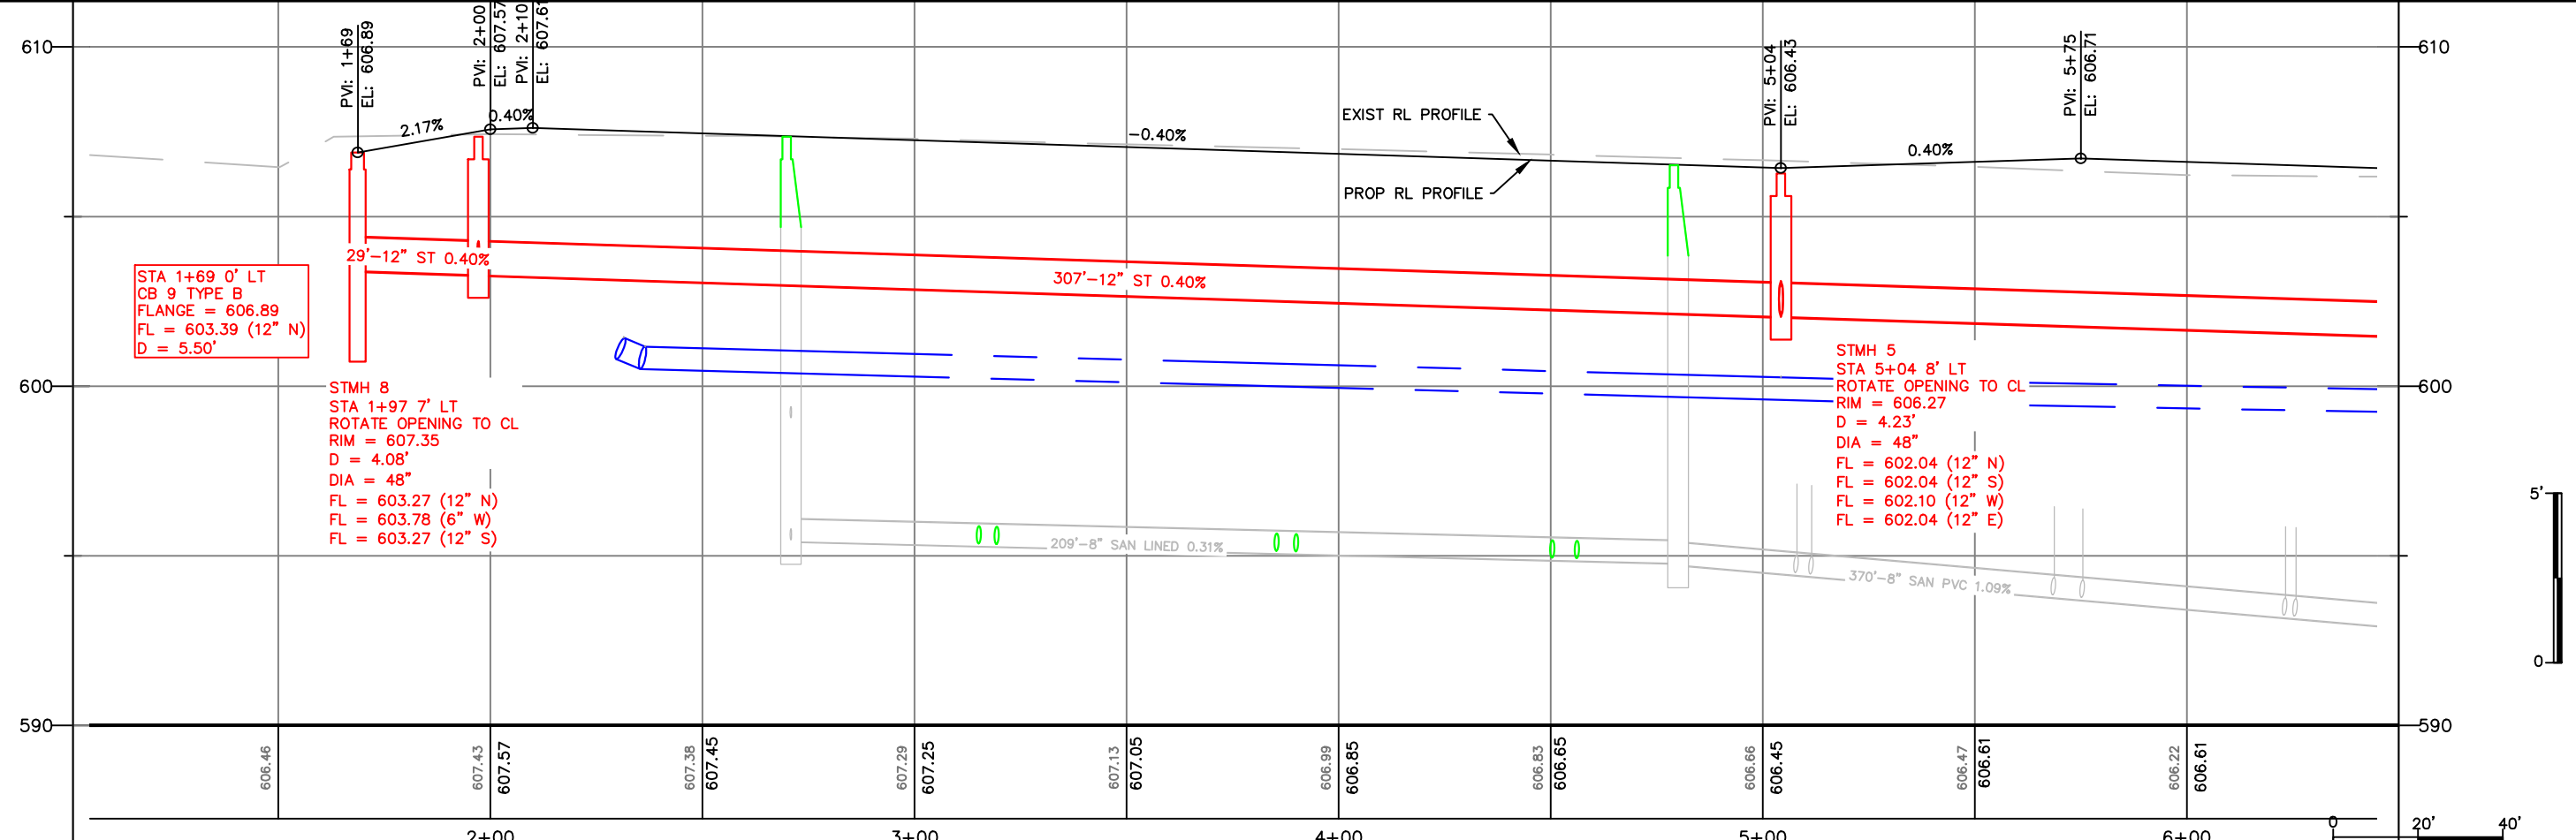 610
PVI: 1+69
EL: 606.89
PVI: 2+00
EL: 607.57
PVI: 2+10
EL: 607.61
PVI: 5+04
EL: 606.43
PVI: 5+75
EL: 606.71
610
2.17%
0.40%
-0.40%
EXIST RL PROFILE
PROP RL PROFILE
0.40%
29'-12" ST 0.40%
307'-12" ST 0.40%
STA 1+69 0' LT
CB 9 TYPE B
FLANGE = 606.89
FL = 603.39 (12" N)
D = 5.50'
600
600
STMH 8
STA 1+97 7' LT
ROTATE OPENING TO CL
RIM = 607.35
D = 4.08'
DIA = 48"
FL = 603.27 (12" N)
FL = 603.78 (6" W)
FL = 603.27 (12" S)
STMH 5
STA 5+04 8' LT
ROTATE OPENING TO CL
RIM = 606.27
D = 4.23'
DIA = 48"
FL = 602.04 (12" N)
FL = 602.04 (12" S)
FL = 602.10 (12" W)
FL = 602.04 (12" E)
209'-8" SAN LINED 0.31%
370'-8" SAN PVC 1.09%
5'
0
590
590
606.46
607.43
607.57
607.38
607.45
607.29
607.25
607.13
607.05
606.99
606.85
606.83
606.65
606.66
606.45
606.47
606.61
606.22
606.61
2+00
3+00
4+00
5+00
6+00
0
20'
40'